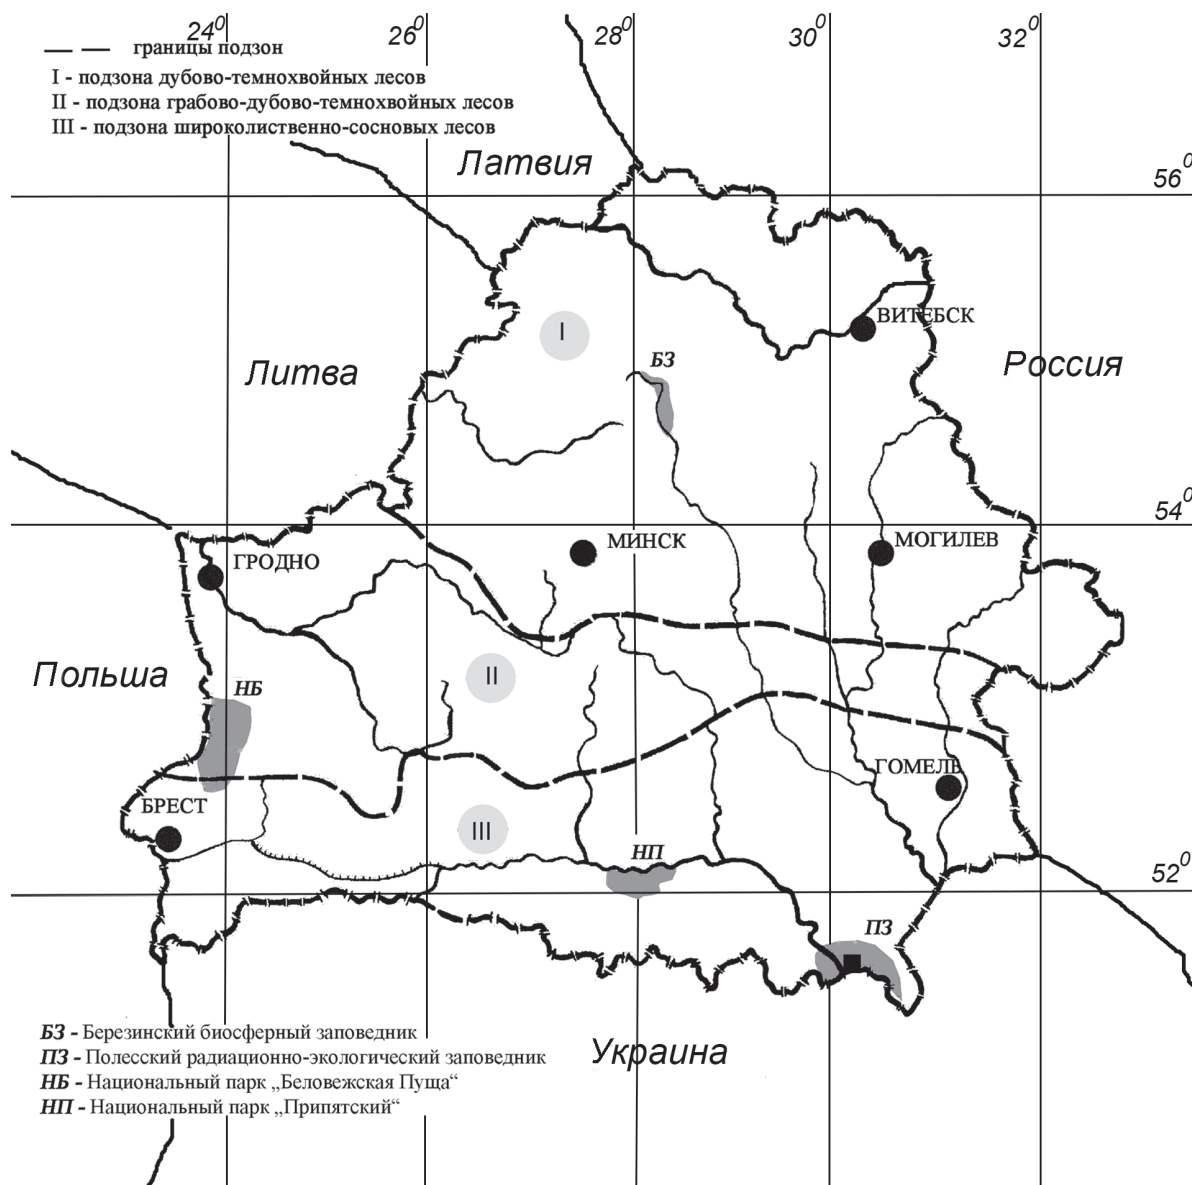 24⁰ 26⁰ 28⁰ 30⁰ 32⁰
границы подзон
I - подзона дубово-темнохвойных лесов
II - подзона грабово-дубово-темнохвойных лесов
III - подзона широколиственно-сосновых лесов
Латвия
56⁰
ВИТЕБСК
I
БЗ
Россия
Литва
54⁰
МИНСК
МОГИЛЕВ
ГРОДНО
Польша
НБ
II
ГОМЕЛЬ
БРЕСТ
III
НП
52⁰
ПЗ
БЗ - Березинский биосферный заповедник
ПЗ - Полесский радиационно-экологический заповедник
НБ - Национальный парк „Беловежская Пуща“
НП - Национальный парк „Припятский“
Украина